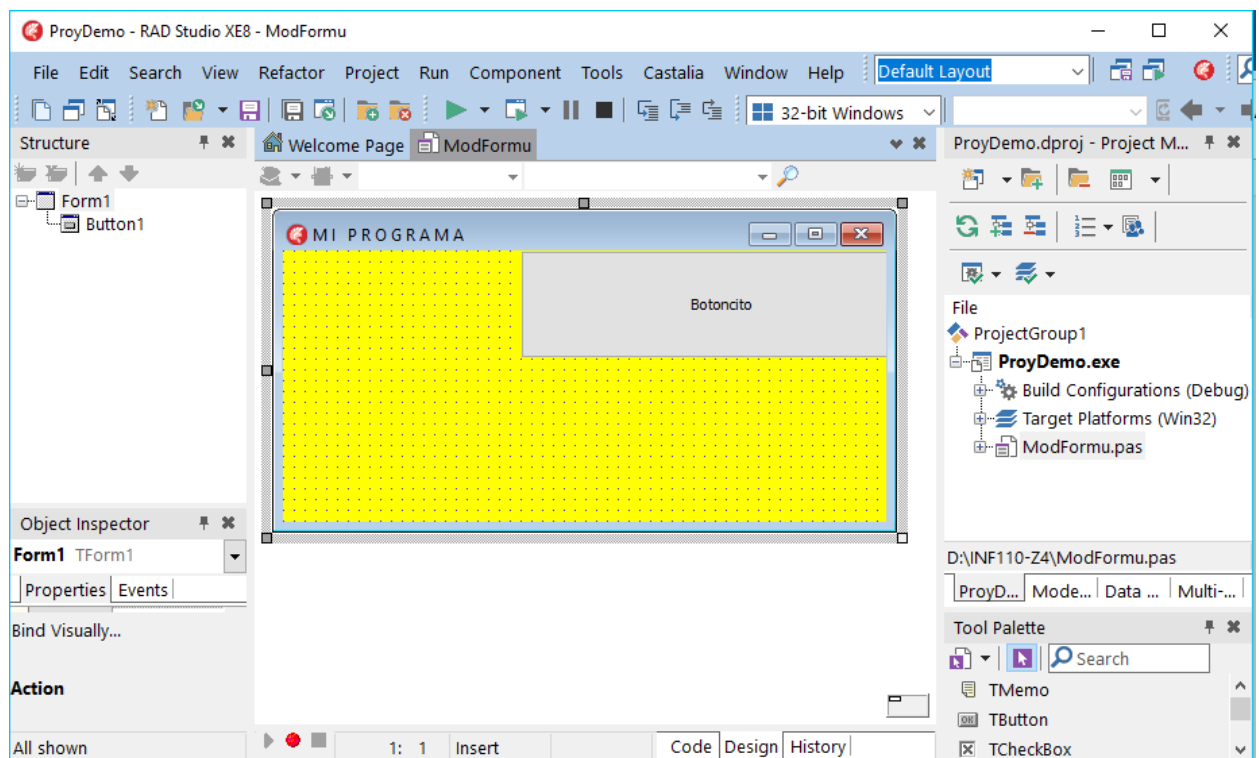 ProyDemo - RAD Studio XE8 - ModFormu
File Edit Search View Refactor Project Run Component Tools Castalia Window Help Default Layout
32-bit Windows
Structure
Welcome Page ModFormu
ProyDemo.dproj - Project M...
Form1
Button1
MI PROGRAMA
Botoncito
File
ProjectGroup1
ProyDemo.exe
Build Configurations (Debug)
Target Platforms (Win32)
ModFormu.pas
Object Inspector
Form1 TForm1
Properties Events
Bind Visually...
Action
All shown
1: 1 Insert
Code Design History
D:\INF110-Z4\ModFormu.pas
ProyD... Mode... Data ... Multi-...
Tool Palette
Search
TMemo
OK TButton
TCheckBox